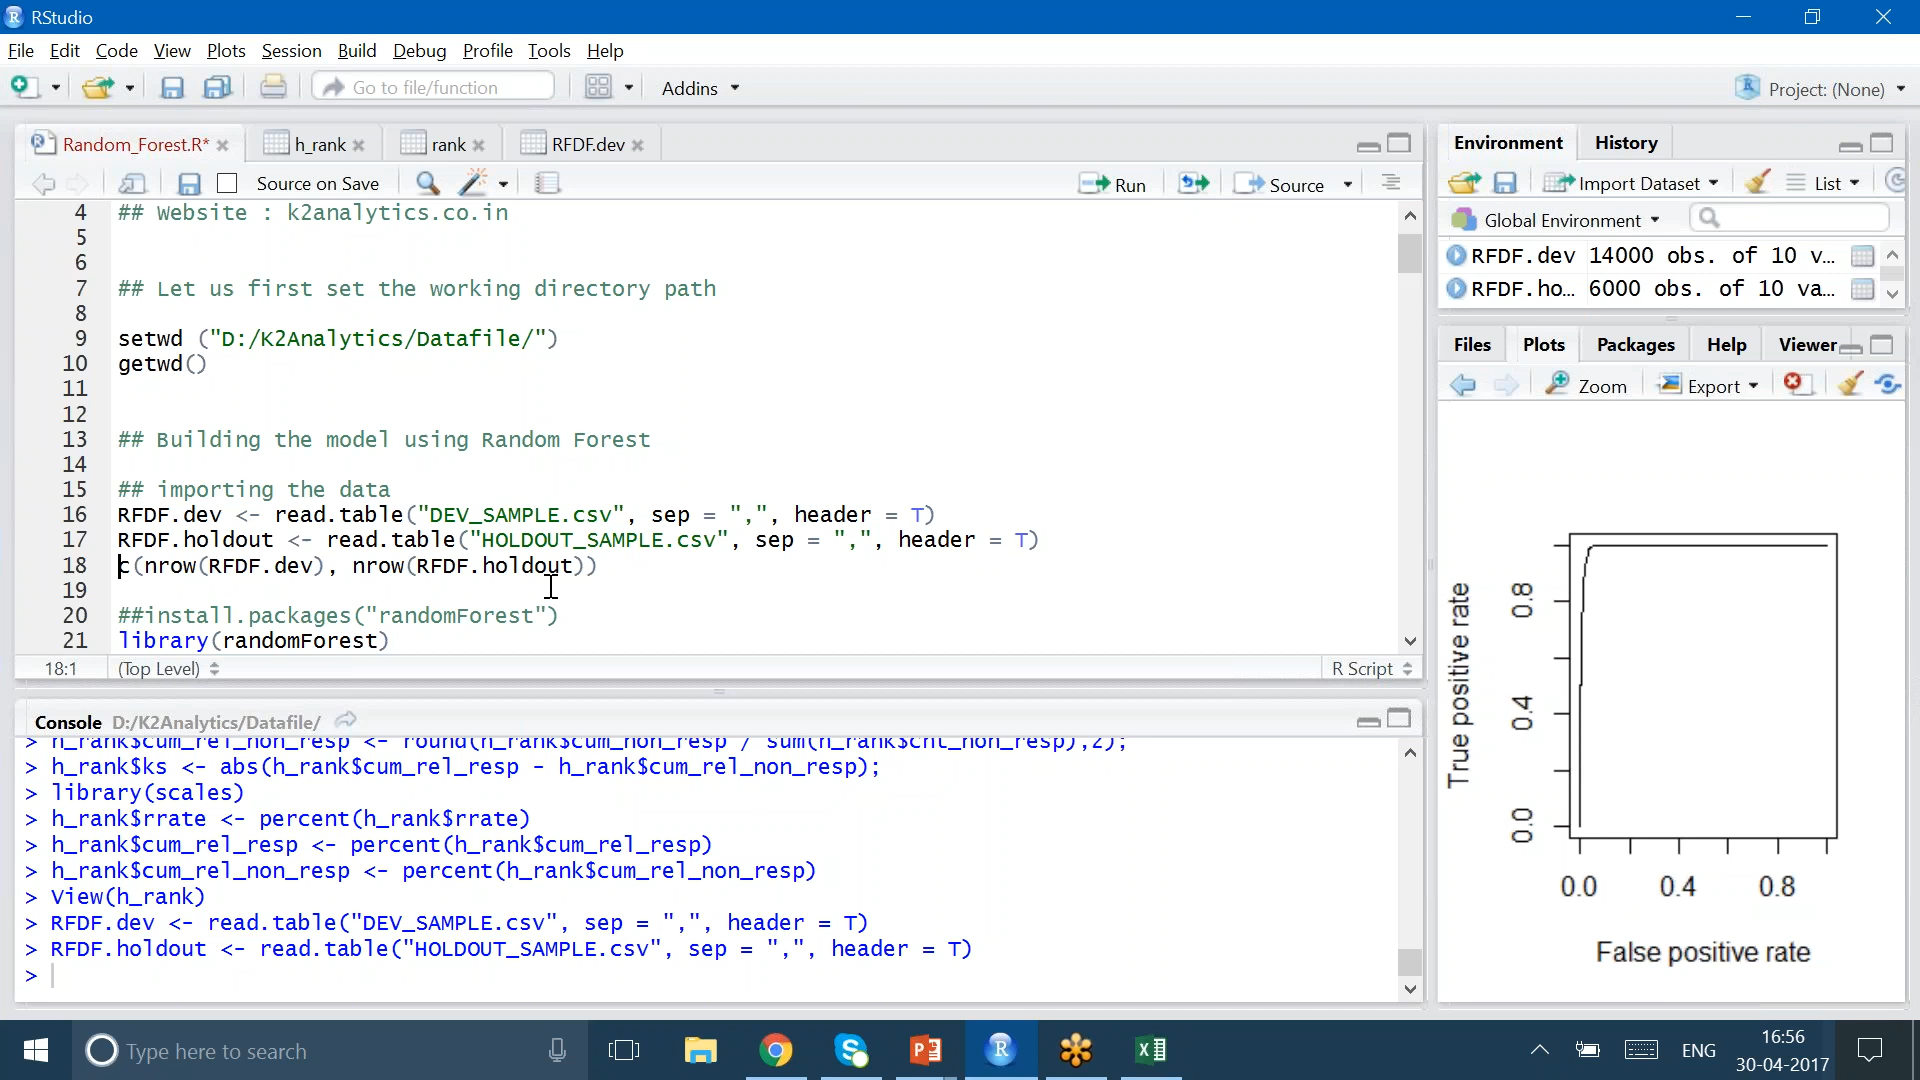 RStudio
File Edit Code View Plots Session Build Debug Profile Tools Help
Go to file/function
Addins
Project: (None)
Random_Forest.R*
h_rank
rank
RFDF.dev
Source on Save
Run
Source
4 ## Website : k2analytics.co.in
5
6
7 ## Let us first set the working directory path
8
9 setwd ("D:/K2Analytics/Datafile/")
10 getwd()
11
12
13 ## Building the model using Random Forest
14
15 ## importing the data
16 RFDF.dev <- read.table("DEV_SAMPLE.csv", sep = ",", header = T)
17 RFDF.holdout <- read.table("HOLDOUT_SAMPLE.csv", sep = ",", header = T)
18 c(nrow(RFDF.dev), nrow(RFDF.holdout))
19
20 ##install.packages("randomForest")
21 library(randomForest)
18:1 (Top Level)
R Script
Console D:/K2Analytics/Datafile/
> h_rank$cum_rel_non_resp <- round(h_rank$cum_non_resp / sum(h_rank$cnt_non_resp),2);
> h_rank$ks <- abs(h_rank$cum_rel_resp - h_rank$cum_rel_non_resp);
> library(scales)
> h_rank$rrate <- percent(h_rank$rrate)
> h_rank$cum_rel_resp <- percent(h_rank$cum_rel_resp)
> h_rank$cum_rel_non_resp <- percent(h_rank$cum_rel_non_resp)
> View(h_rank)
> RFDF.dev <- read.table("DEV_SAMPLE.csv", sep = ",", header = T)
> RFDF.holdout <- read.table("HOLDOUT_SAMPLE.csv", sep = ",", header = T)
>
Environment History
Import Dataset
List
Global Environment
RFDF.dev 14000 obs. of 10 v...
RFDF.ho... 6000 obs. of 10 va...
Files Plots Packages Help Viewer
Zoom Export
True positive rate
0.8
0.4
0.0
0.0 0.4 0.8
False positive rate
Type here to search
ENG
16:56
30-04-2017